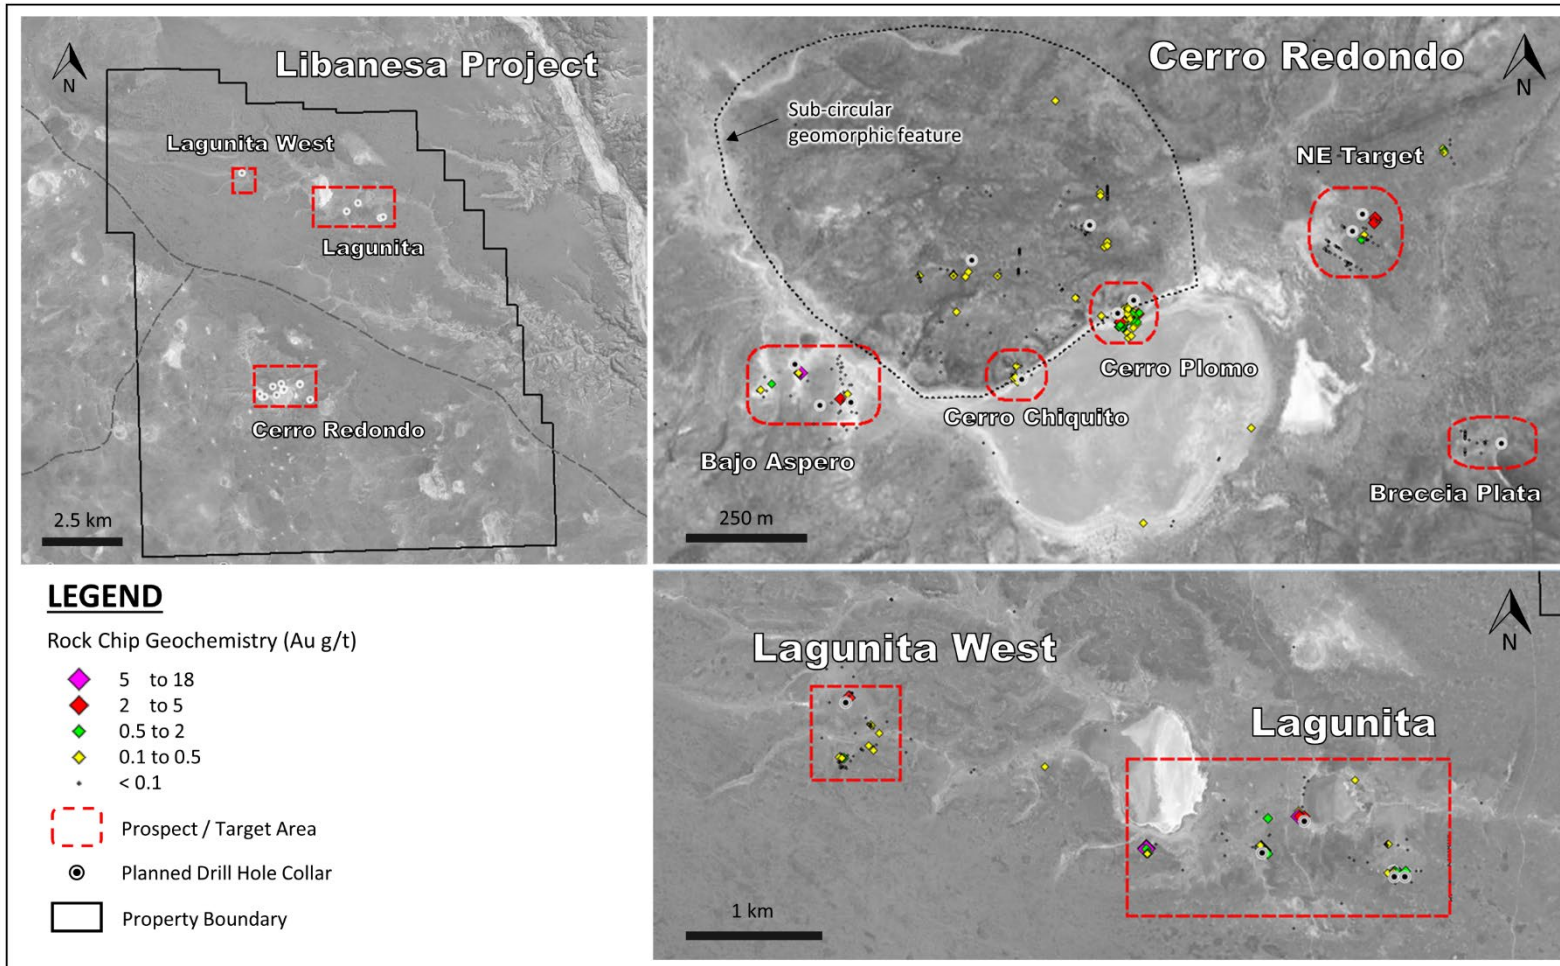 Libanesa Project
N
Lagunita West
Lagunita
Cerro Redondo
2.5 km
Cerro Redondo
N
Sub-circular
geomorphic feature
NE Target
Cerro Plomo
Cerro Chiquito
Bajo Aspero
Breccia Plata
250 m
LEGEND
Rock Chip Geochemistry (Au g/t)
5 to 18
2 to 5
0.5 to 2
0.1 to 0.5
< 0.1
Prospect / Target Area
Planned Drill Hole Collar
Property Boundary
Lagunita West
N
Lagunita
1 km